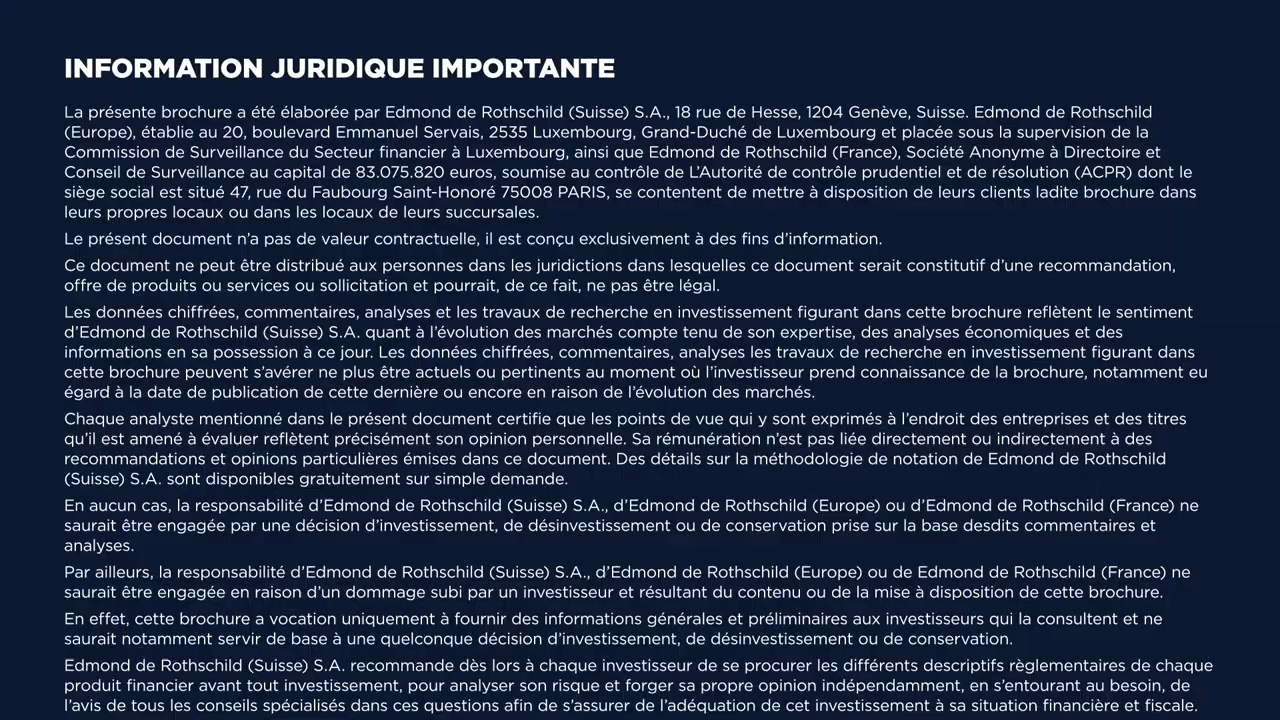 INFORMATION JURIDIQUE IMPORTANTE
La présente brochure a été élaborée par Edmond de Rothschild (Suisse) S.A., 18 rue de Hesse, 1204 Genève, Suisse. Edmond de Rothschild
(Europe), établie au 20, boulevard Emmanuel Servais, 2535 Luxembourg, Grand-Duché de Luxembourg et placée sous la supervision de la
Commission de Surveillance du Secteur financier à Luxembourg, ainsi que Edmond de Rothschild (France), Société Anonyme à Directoire et
Conseil de Surveillance au capital de 83.075.820 euros, soumise au contrôle de L’Autorité de contrôle prudentiel et de résolution (ACPR) dont le
siège social est situé 47, rue du Faubourg Saint-Honoré 75008 PARIS, se contentent de mettre à disposition de leurs clients ladite brochure dans
leurs propres locaux ou dans les locaux de leurs succursales.
Le présent document n’a pas de valeur contractuelle, il est conçu exclusivement à des fins d’information.
Ce document ne peut être distribué aux personnes dans les juridictions dans lesquelles ce document serait constitutif d’une recommandation,
offre de produits ou services ou sollicitation et pourrait, de ce fait, ne pas être légal.
Les données chiffrées, commentaires, analyses et les travaux de recherche en investissement figurant dans cette brochure reflètent le sentiment
d’Edmond de Rothschild (Suisse) S.A. quant à l’évolution des marchés compte tenu de son expertise, des analyses économiques et des
informations en sa possession à ce jour. Les données chiffrées, commentaires, analyses les travaux de recherche en investissement figurant dans
cette brochure peuvent s’avérer ne plus être actuels ou pertinents au moment où l’investisseur prend connaissance de la brochure, notamment eu
égard à la date de publication de cette dernière ou encore en raison de l’évolution des marchés.
Chaque analyste mentionné dans le présent document certifie que les points de vue qui y sont exprimés à l’endroit des entreprises et des titres
qu’il est amené à évaluer reflètent précisément son opinion personnelle. Sa rémunération n’est pas liée directement ou indirectement à des
recommandations et opinions particulières émises dans ce document. Des détails sur la méthodologie de notation de Edmond de Rothschild
(Suisse) S.A. sont disponibles gratuitement sur simple demande.
En aucun cas, la responsabilité d’Edmond de Rothschild (Suisse) S.A., d’Edmond de Rothschild (Europe) ou d’Edmond de Rothschild (France) ne
saurait être engagée par une décision d’investissement, de désinvestissement ou de conservation prise sur la base desdits commentaires et
analyses.
Par ailleurs, la responsabilité d’Edmond de Rothschild (Suisse) S.A., d’Edmond de Rothschild (Europe) ou de Edmond de Rothschild (France) ne
saurait être engagée en raison d’un dommage subi par un investisseur et résultant du contenu ou de la mise à disposition de cette brochure.
En effet, cette brochure a vocation uniquement à fournir des informations générales et préliminaires aux investisseurs qui la consultent et ne
saurait notamment servir de base à une quelconque décision d’investissement, de désinvestissement ou de conservation.
Edmond de Rothschild (Suisse) S.A. recommande dès lors à chaque investisseur de se procurer les différents descriptifs règlementaires de chaque
produit financier avant tout investissement, pour analyser son risque et forger sa propre opinion indépendamment, en s’entourant au besoin, de
l’avis de tous les conseils spécialisés dans ces questions afin de s’assurer de l’adéquation de cet investissement à sa situation financière et fiscale.